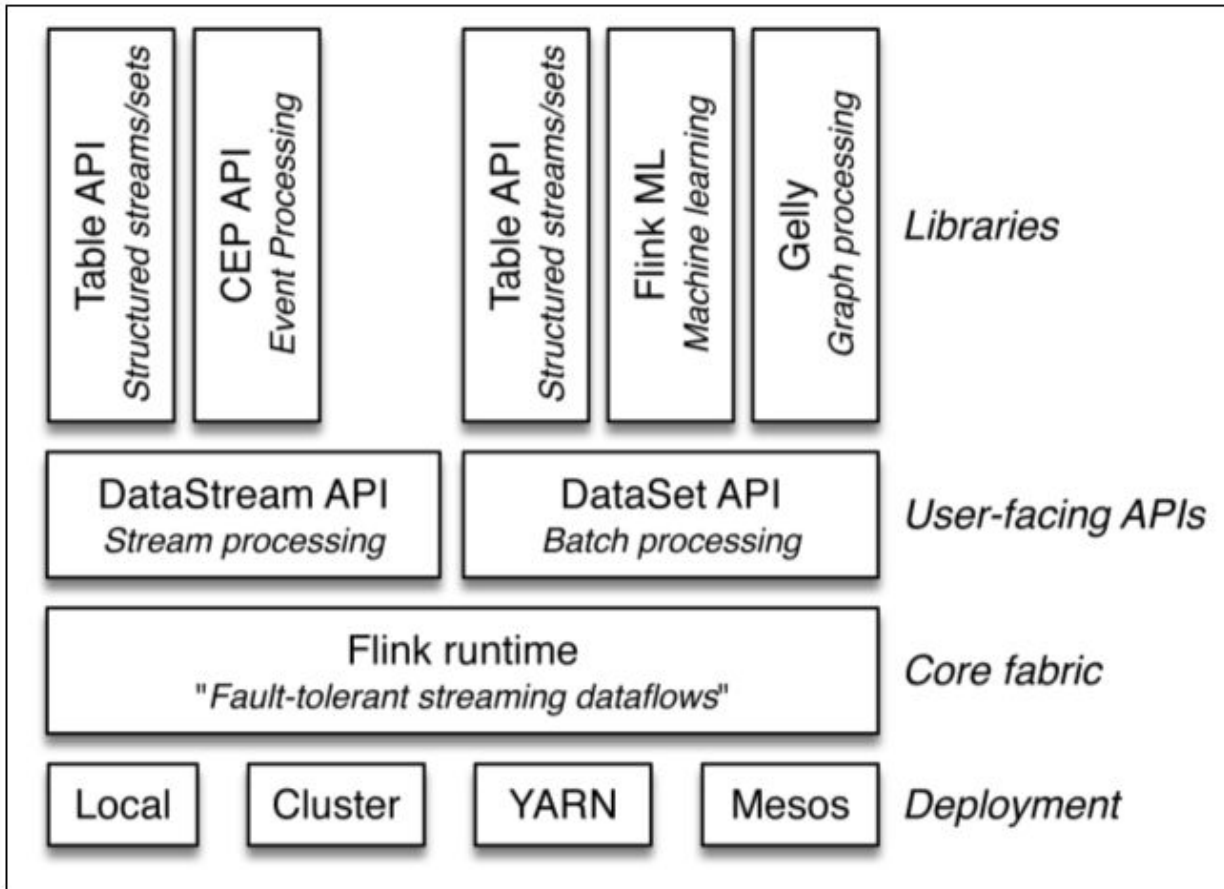 Table API
Structured streams/sets
CEP API
Event Processing
Table API
Structured streams/sets
Flink ML
Machine learning
Gelly
Graph processing
Libraries
DataStream API
Stream processing
DataSet API
Batch processing
User-facing APIs
Flink runtime
"Fault-tolerant streaming dataflows"
Core fabric
Local
Cluster
YARN
Mesos
Deployment